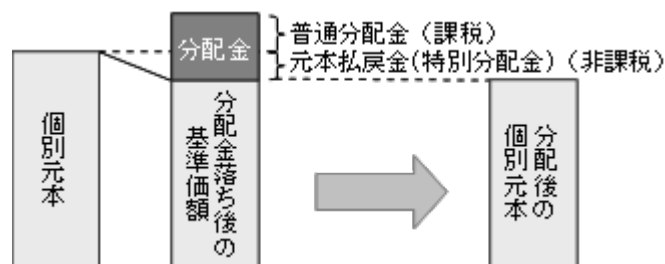 分配金
普通分配金（課税）
元本払戻金(特別分配金)（非課税）
個別元本
分配金落ち後の
基準価額
分配後の
個別元本